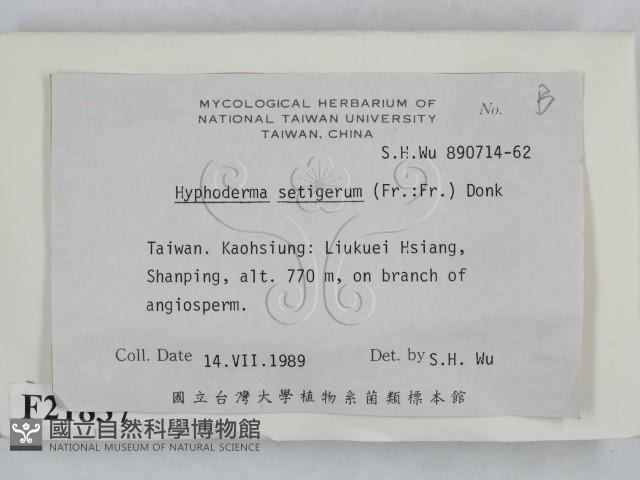 MYCOLOGICAL HERBARIUM OF
NATIONAL TAIWAN UNIVERSITY
TAIWAN, CHINA
No. B
S.H.Wu 890714-62
Hyphoderma setigerum (Fr.:Fr.) Donk
Taiwan. Kaohsiung: Liukuei Hsiang,
Shanping, alt. 770 m, on branch of
angiosperm.
Coll. Date 14.VII.1989 Det. by S.H. Wu
國立台灣大學植物系菌類標本館
國立自然科學博物館
NATIONAL MUSEUM OF NATURAL SCIENCE